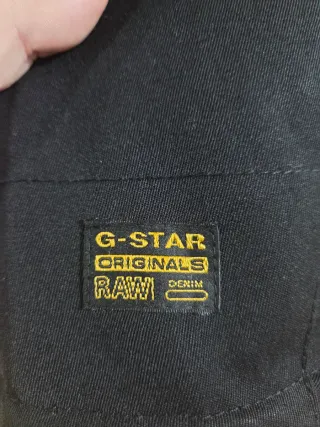 G-STAR
ORIGINALS
RAW DENIM